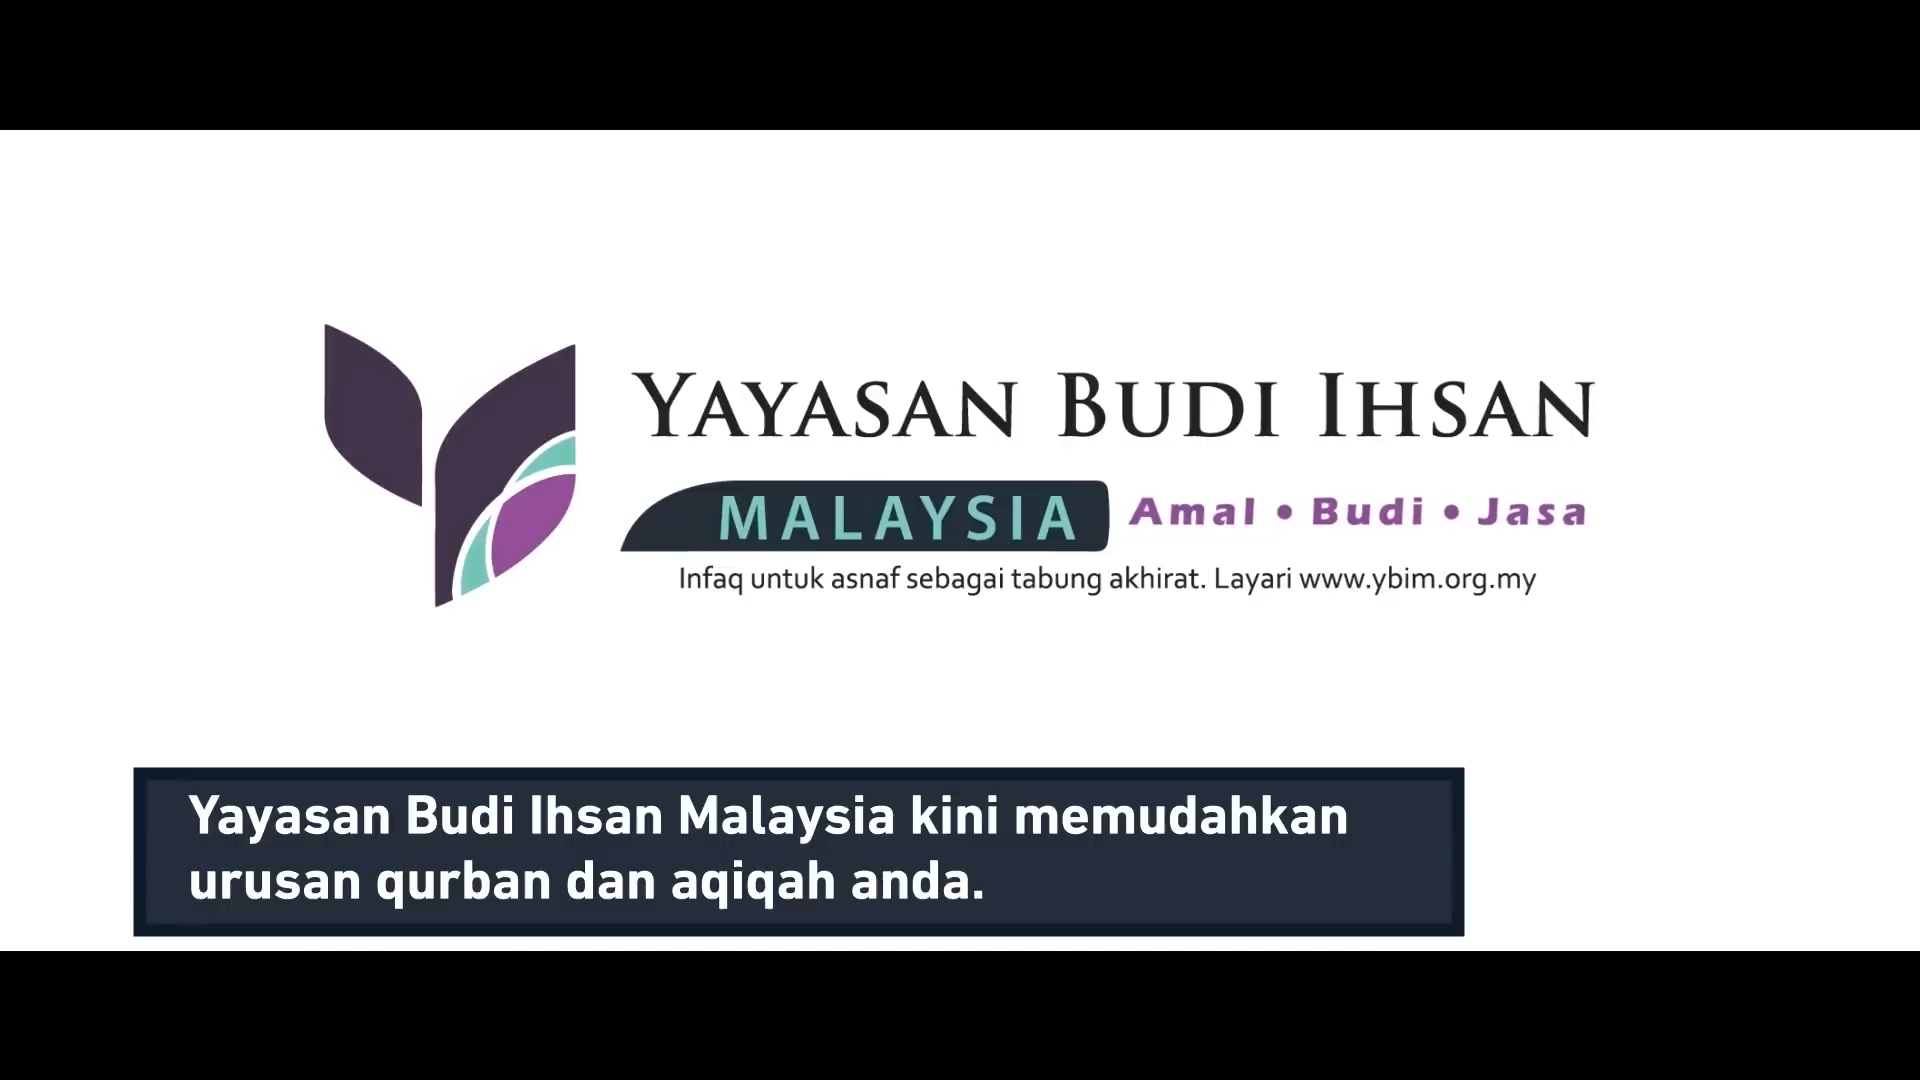 YAYASAN BUDI IHSAN
MALAYSIA Amal • Budi • Jasa
Infaq untuk asnaf sebagai tabung akhirat. Layari www.ybim.org.my
Yayasan Budi Ihsan Malaysia kini memudahkan
urusan qurban dan aqiqah anda.